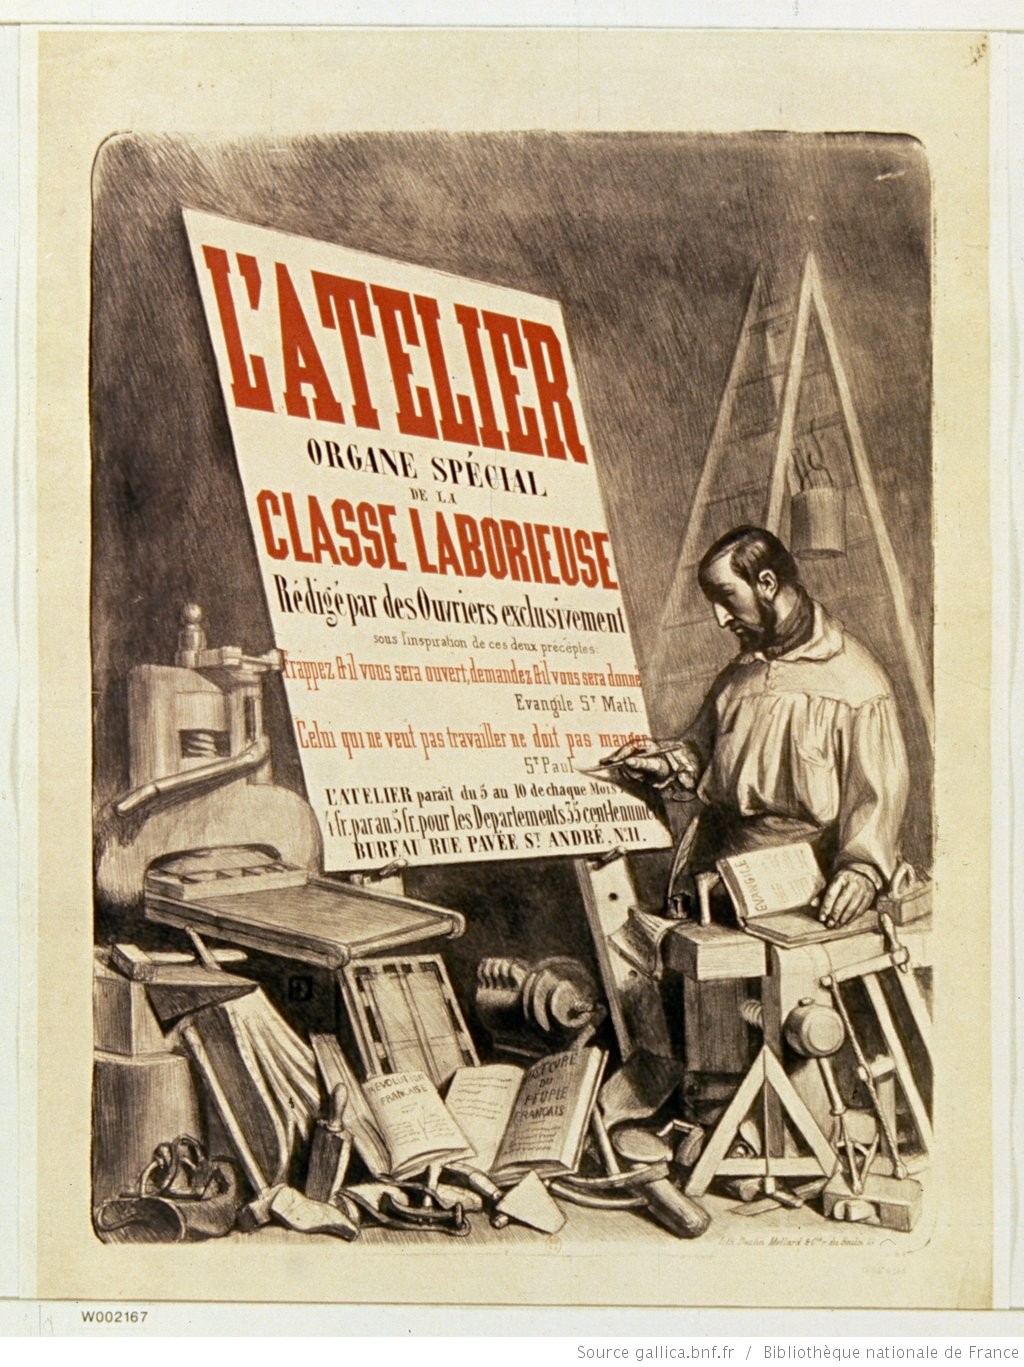 L'ATELIER
ORGANE SPÉCIAL
DE LA
CLASSE LABORIEUSE
Rédigé par des Ouvriers exclusivement
sous l'inspiration de ces deux préceptes:
Frappez & il vous sera ouvert, demandez & il vous sera donné
Evangile St Math.
Celui qui ne veut pas travailler ne doit pas manger
St Paul
L'ATELIER paraît du 5 au 10 de chaque Mois
4 fr. par an 5 fr. pour les Departements 35 cent. le numé
BUREAU RUE PAVÉE St ANDRÉ, No 11.
EVANGILE
REVOLUTION
FRANÇAISE
HISTOIRE
DU
PEUPLE
FRANÇAIS
W002167
Source gallica.bnf.fr / Bibliothèque nationale de France